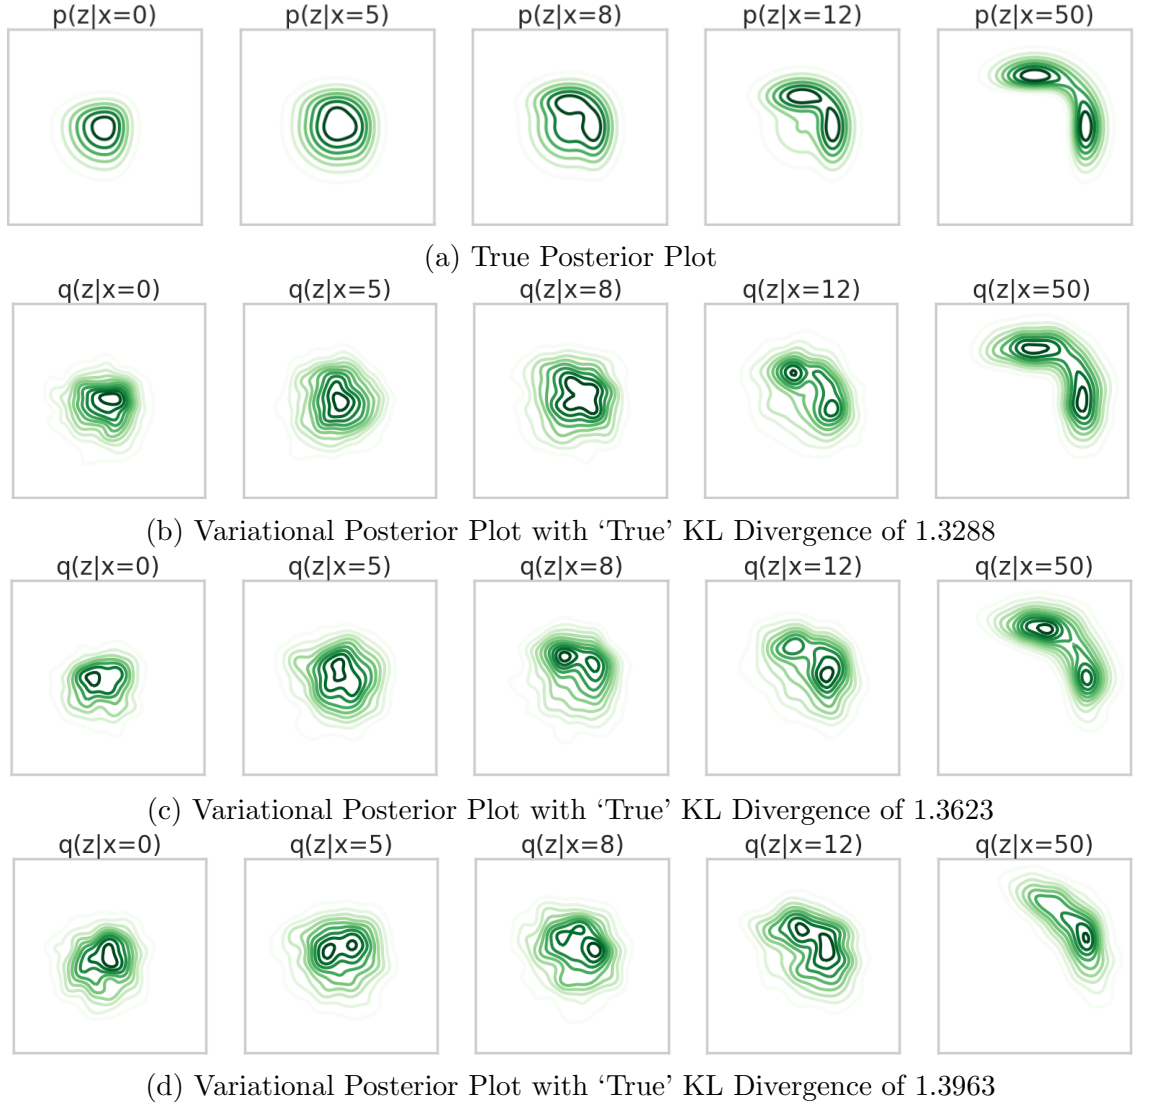 p(z|x=0) p(z|x=5) p(z|x=8) p(z|x=12) p(z|x=50)
(a) True Posterior Plot
q(z|x=0) q(z|x=5) q(z|x=8) q(z|x=12) q(z|x=50)
(b) Variational Posterior Plot with ‘True’ KL Divergence of 1.3288
q(z|x=0) q(z|x=5) q(z|x=8) q(z|x=12) q(z|x=50)
(c) Variational Posterior Plot with ‘True’ KL Divergence of 1.3623
q(z|x=0) q(z|x=5) q(z|x=8) q(z|x=12) q(z|x=50)
(d) Variational Posterior Plot with ‘True’ KL Divergence of 1.3963